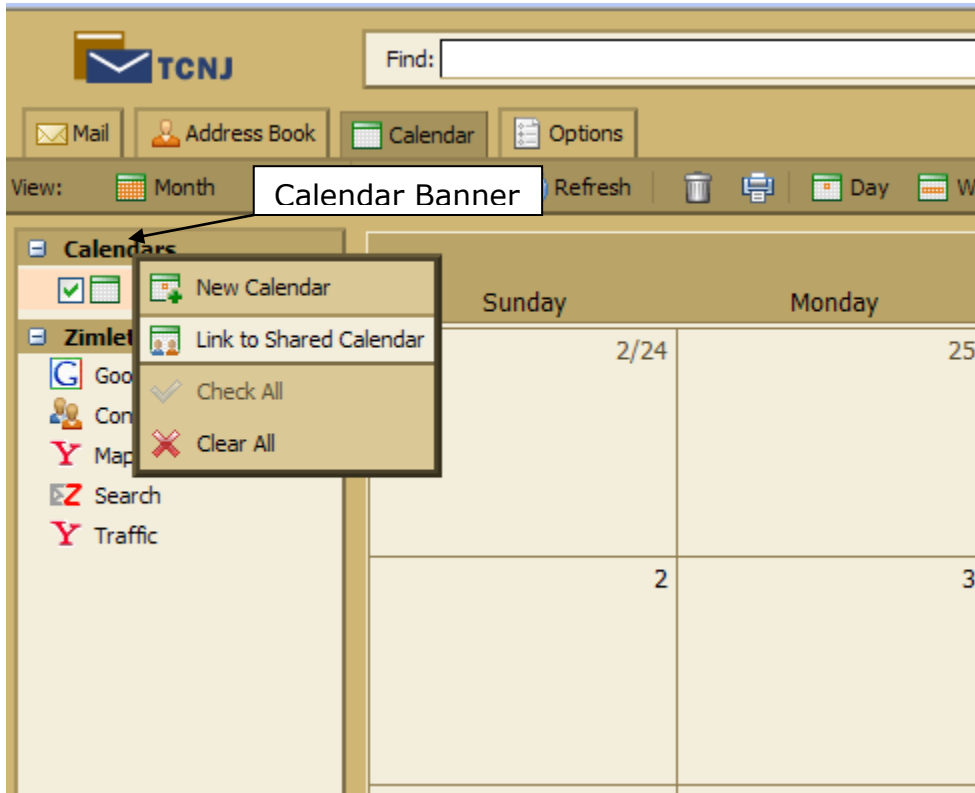 TCNJ
Find:
Mail Address Book Calendar Options
View: Month Calendar Banner Refresh Day
Calendars
New Calendar
Link to Shared Calendar
Check All
Clear All
Search
Traffic
Sunday Monday
2/24 25
2 3